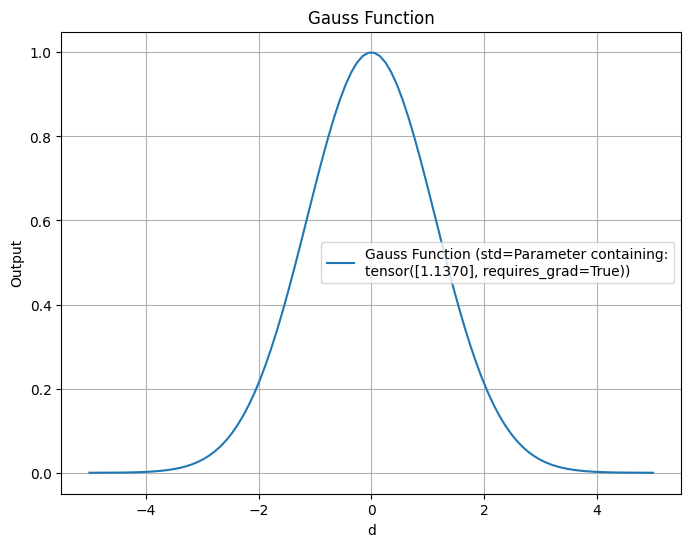 Gauss Function
1.0
0.8
0.6
0.4
0.2
0.0
Output
Gauss Function (std=Parameter containing:
tensor([1.1370], requires_grad=True))
−4
−2
0
2
4
d